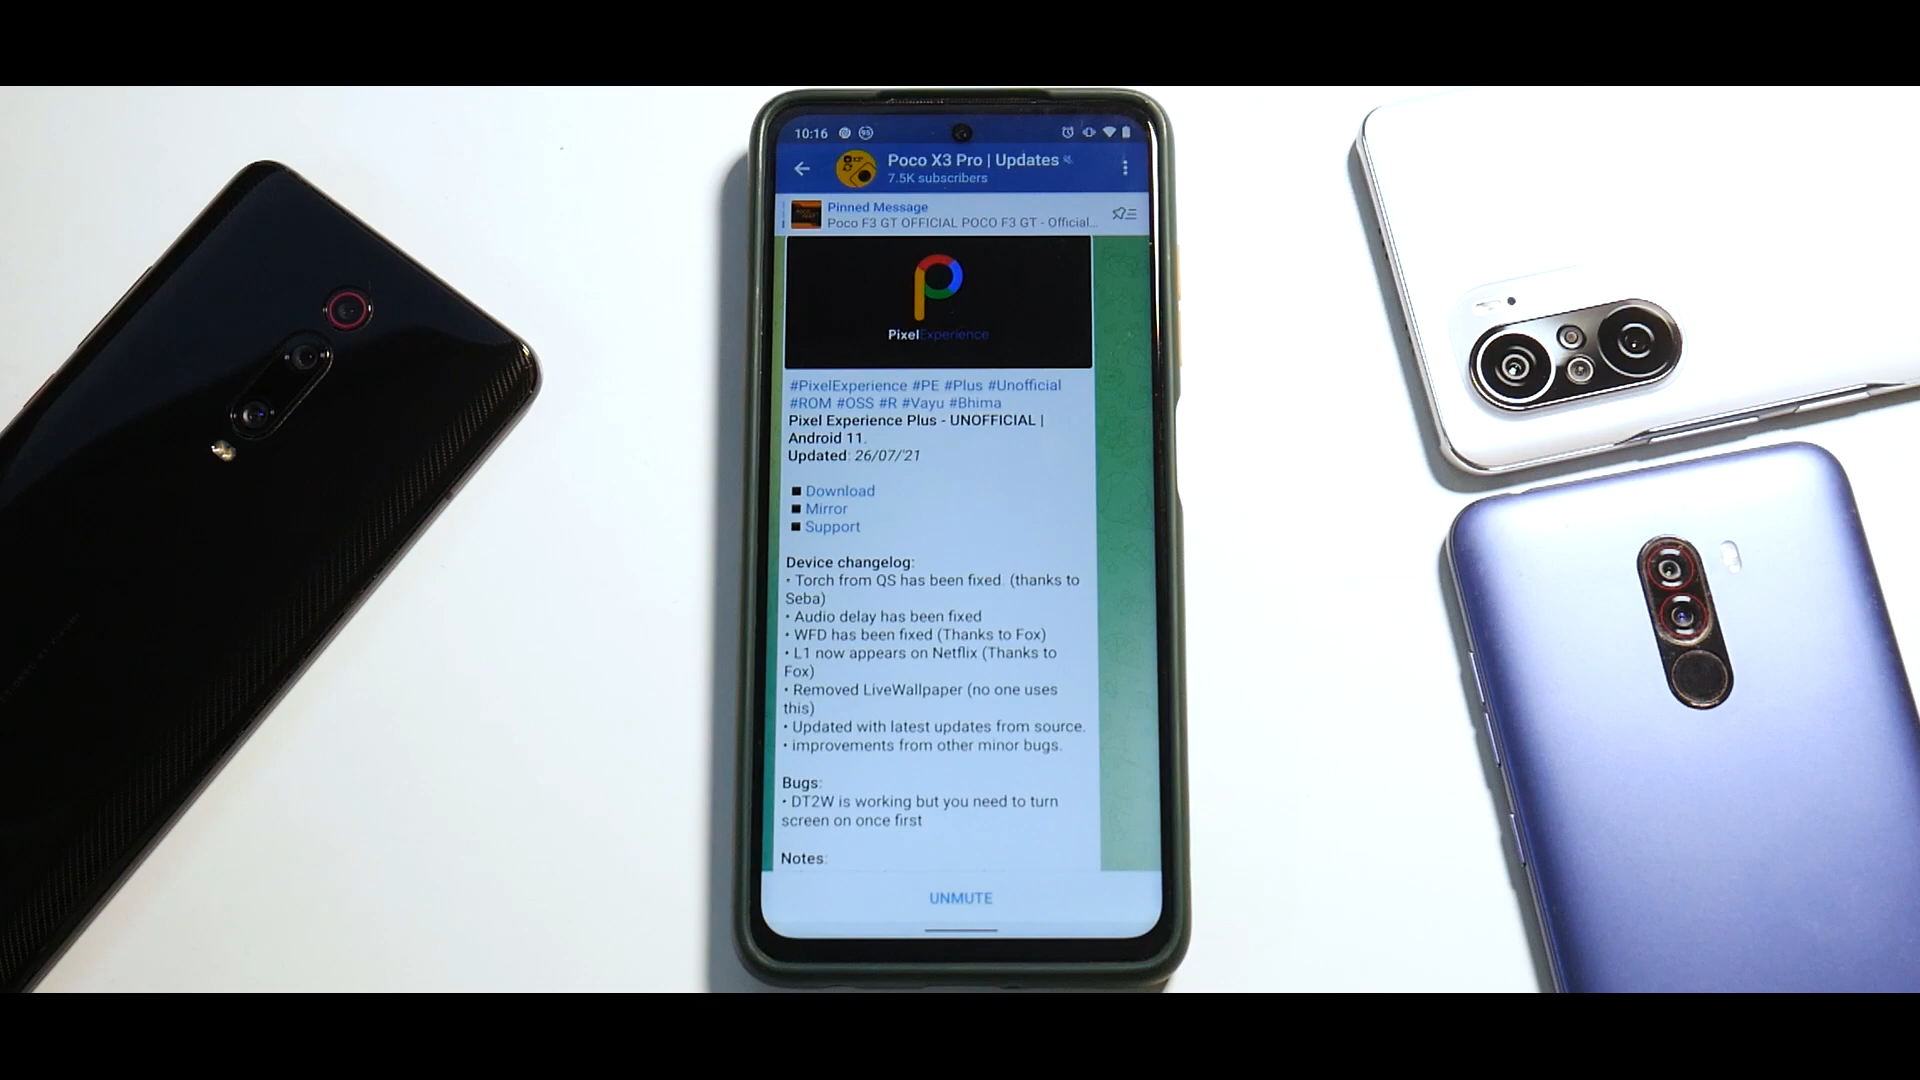 10:16
95
Poco X3 Pro | Updates
7.5K subscribers
Pinned Message
Poco F3 GT OFFICIAL POCO F3 GT - Official...
PixelExperience
#PixelExperience #PE #Plus #Unofficial
#ROM #OSS #R #Vayu #Bhima
Pixel Experience Plus - UNOFFICIAL |
Android 11.
Updated: 26/07/'21
Download
Mirror
Support
Device changelog:
• Torch from QS has been fixed. (thanks to
Seba)
• Audio delay has been fixed
• WFD has been fixed (Thanks to Fox)
• L1 now appears on Netflix (Thanks to
Fox)
• Removed LiveWallpaper (no one uses
this)
• Updated with latest updates from source.
• improvements from other minor bugs.
Bugs:
• DT2W is working but you need to turn
screen on once first
Notes:
UNMUTE